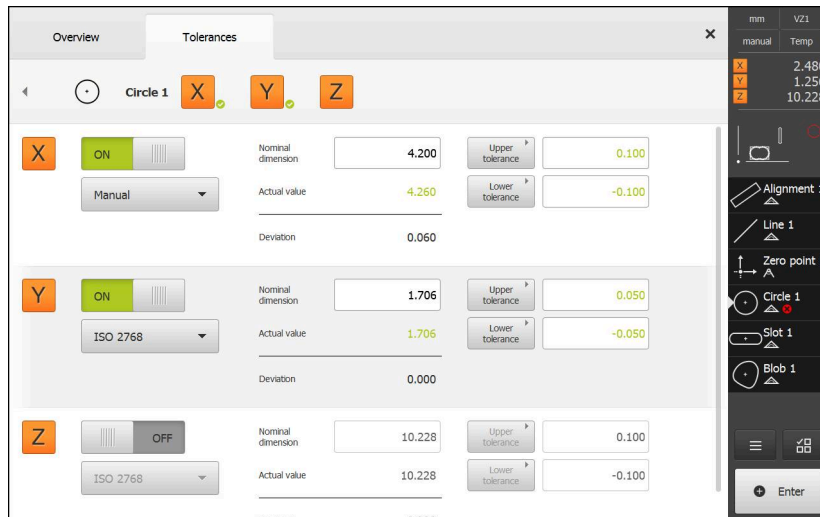 Overview
Tolerances
Circle 1
X
Y
Z
X
ON
Manual
Nominal
dimension
4.200
Actual value
4.260
Deviation
0.060
Upper
tolerance
0.100
Lower
tolerance
-0.100
Y
ON
ISO 2768
Nominal
dimension
1.706
Actual value
1.706
Deviation
0.000
Upper
tolerance
0.050
Lower
tolerance
-0.050
Z
OFF
ISO 2768
Nominal
dimension
10.228
Actual value
10.228
Upper
tolerance
0.100
Lower
tolerance
-0.100
mm
VZ1
manual
Temp
X
Y
1.25
Z
10.228
Alignment
Line 1
Zero point
Circle 1
Slot 1
Blob 1
Enter